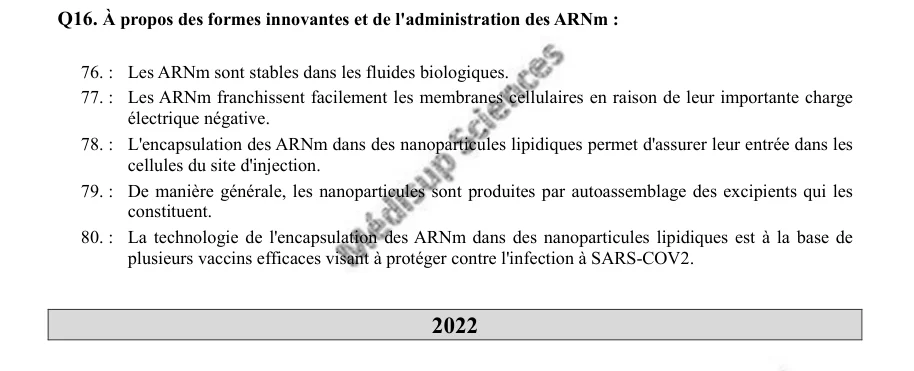 Q16. À propos des formes innovantes et de l'administration des ARNm :
76. : Les ARNm sont stables dans les fluides biologiques.
77. : Les ARNm franchissent facilement les membranes cellulaires en raison de leur importante charge
électrique négative.
78. : L'encapsulation des ARNm dans des nanoparticules lipidiques permet d'assurer leur entrée dans les
cellules du site d'injection.
79. : De manière générale, les nanoparticules sont produites par autoassemblage des excipients qui les
constituent.
80. : La technologie de l'encapsulation des ARNm dans des nanoparticules lipidiques est à la base de
plusieurs vaccins efficaces visant à protéger contre l'infection à SARS-COV2.
Médisup Sciences
2022